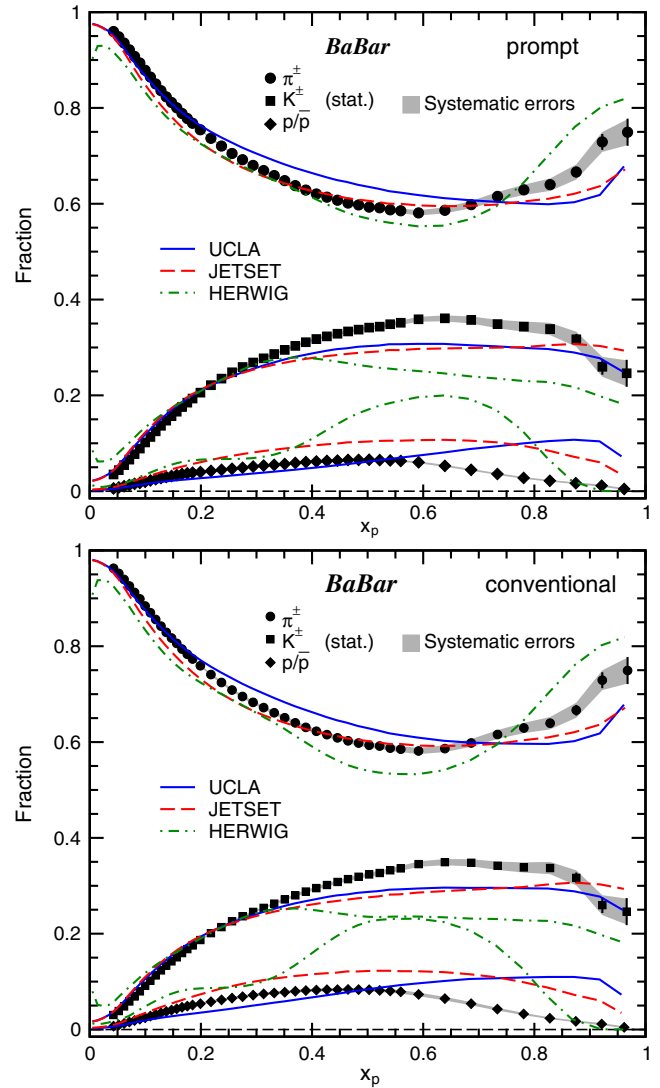 BaBar prompt
π±
K± (stat.) Systematic errors
p/p̅
UCLA
JETSET
HERWIG
Fraction
1
0.8
0.6
0.4
0.2
0
0 0.2 0.4 0.6 0.8 1
xp
BaBar conventional
π±
K± (stat.) Systematic errors
p/p̅
UCLA
JETSET
HERWIG
Fraction
1
0.8
0.6
0.4
0.2
0
0 0.2 0.4 0.6 0.8 1
xp